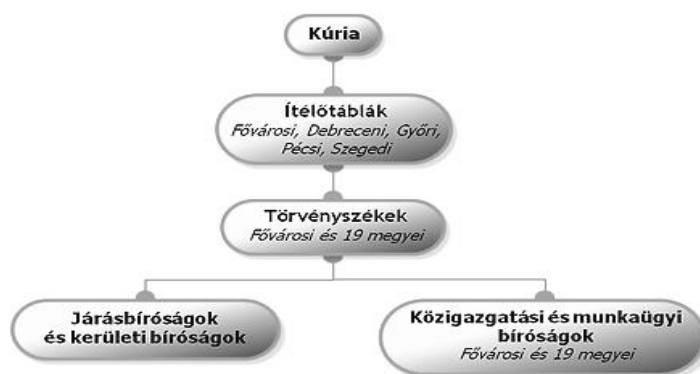 Kúria
Ítélőtáblák
Fővárosi, Debreceni, Győri,
Pécsi, Szegedi
Törvényszékek
Fővárosi és 19 megyei
Járásbíróságok
és kerületi bíróságok
Közigazgatási és munkaügyi
bíróságok
Fővárosi és 19 megyei